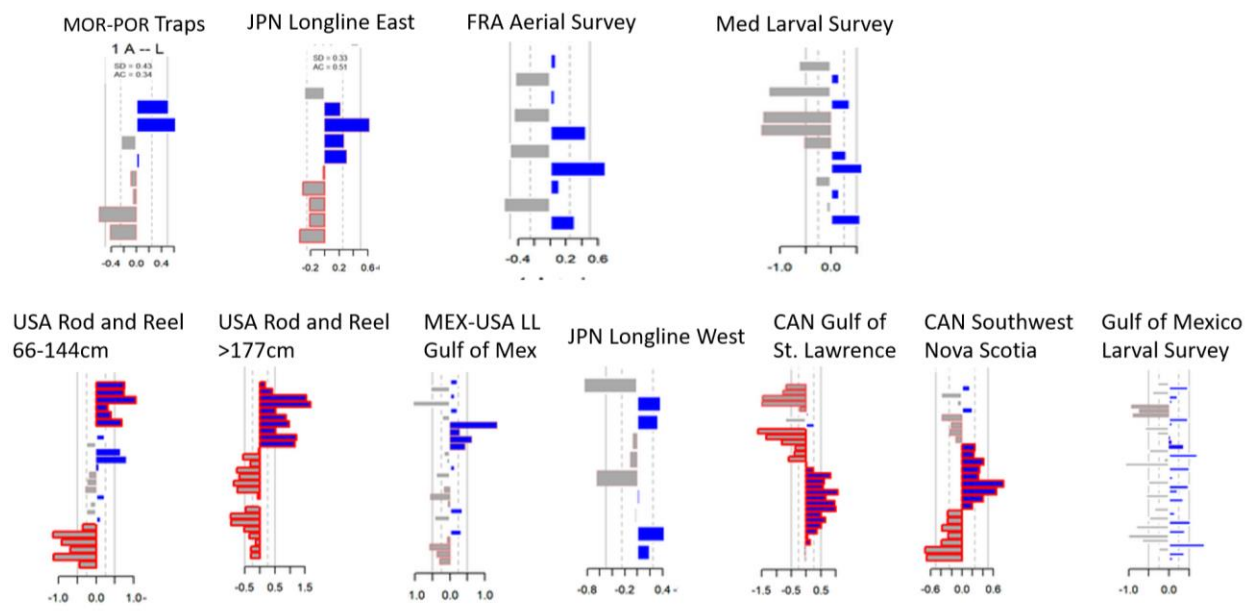 MOR-POR Traps
JPN Longline East
FRA Aerial Survey
Med Larval Survey
1 A -- L
SD = 0.43
AC = 0.34
SD = 0.33
AC = 0.51
-0.4 0.0 0.4
-0.2 0.2 0.6
-0.4 0.2 0.6
-1.0 0.0
USA Rod and Reel
66-144cm
USA Rod and Reel
>177cm
MEX-USA LL
Gulf of Mex
JPN Longline West
CAN Gulf of
St. Lawrence
CAN Southwest
Nova Scotia
Gulf of Mexico
Larval Survey
-1.0 0.0 1.0
-0.5 0.5 1.5
-1.0 0.0 1.0
-0.8 -0.2 0.4
-1.5 -0.5 0.5
-0.6 0.0 0.6
-1.0 0.0